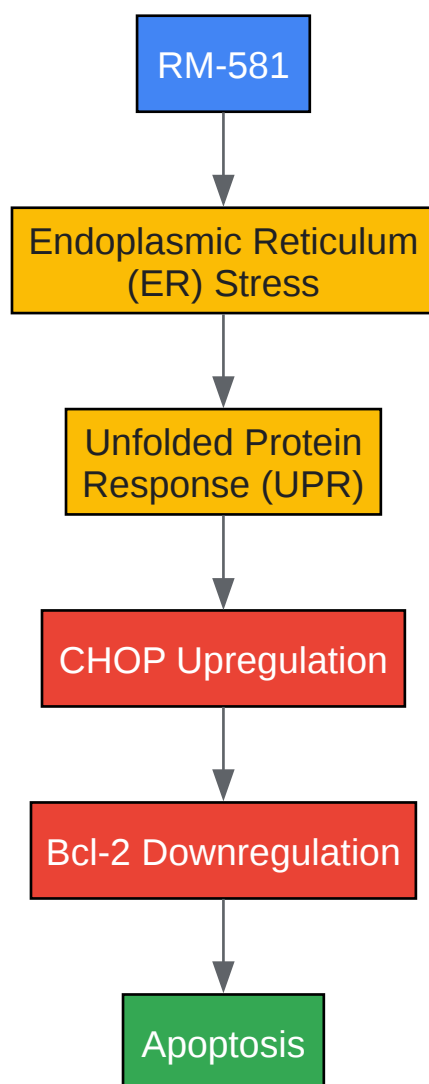 RM-581
Endoplasmic Reticulum
(ER) Stress
Unfolded Protein
Response (UPR)
CHOP Upregulation
Bcl-2 Downregulation
Apoptosis